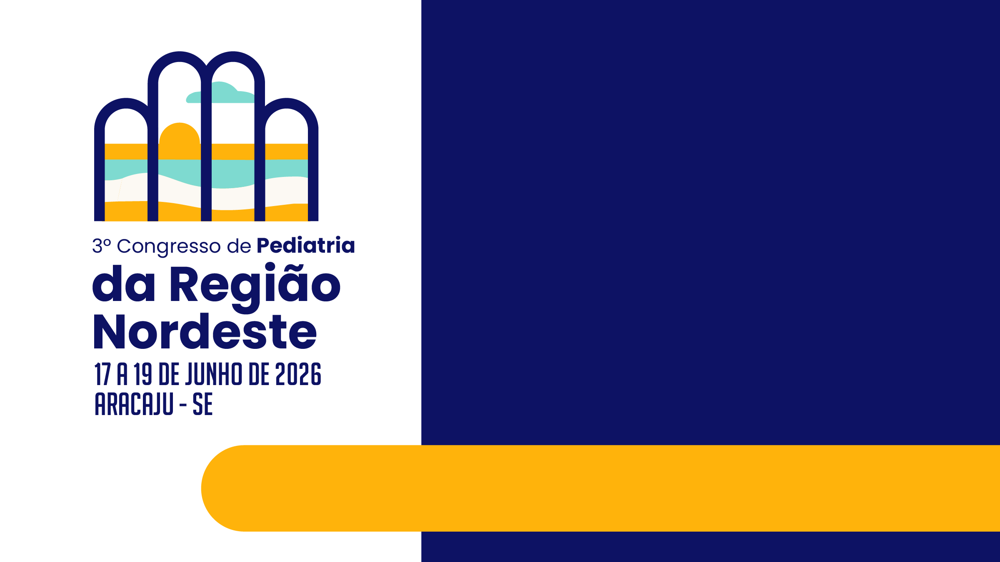 3º Congresso de Pediatria
da Região
Nordeste
17 A 19 DE JUNHO DE 2026
ARACAJU - SE